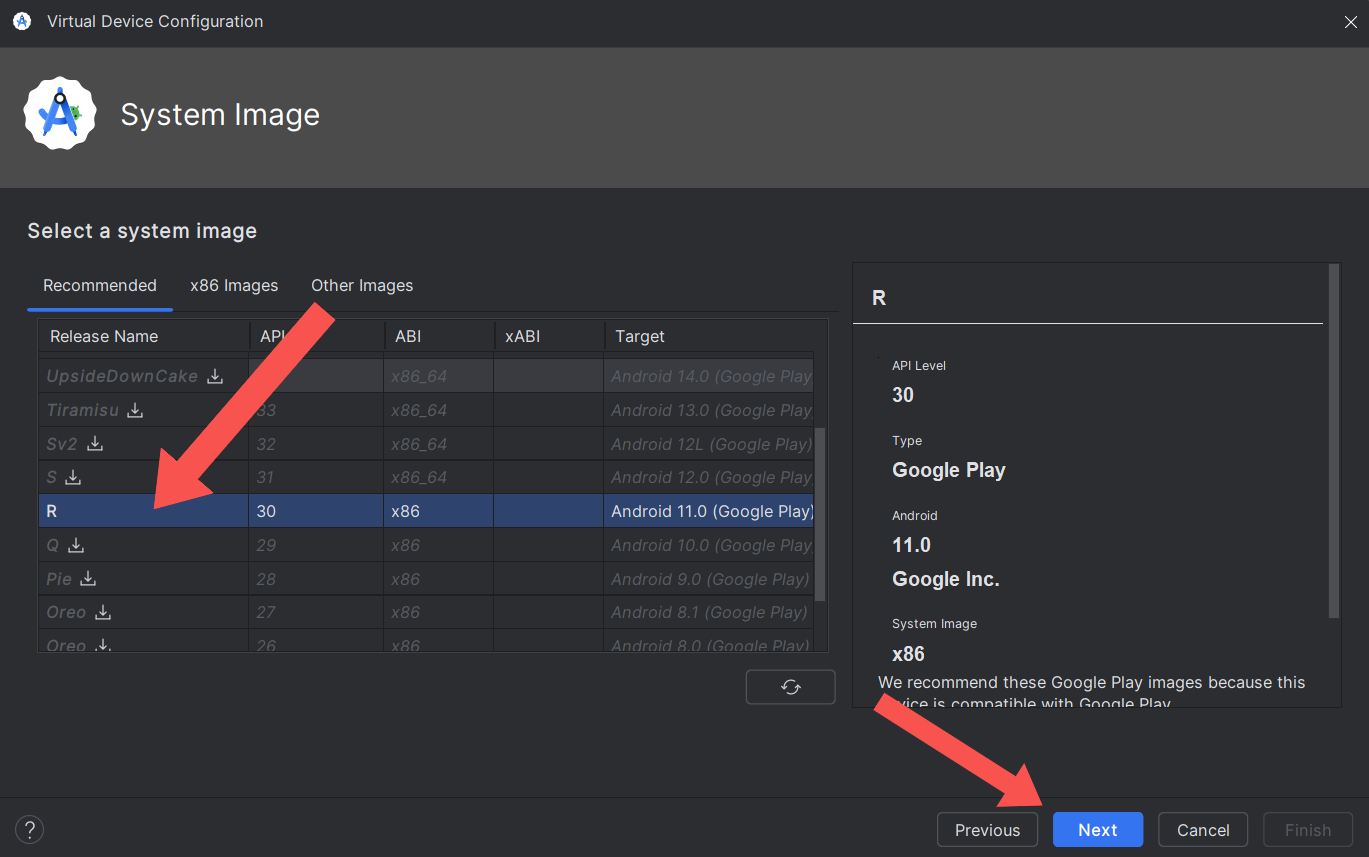 Virtual Device Configuration
System Image
Select a system image
Recommended x86 Images Other Images
Release Name API ABI xABI Target
UpsideDownCake x86_64 Android 14.0 (Google Play
Tiramisu 33 x86_64 Android 13.0 (Google Play
Sv2 32 x86_64 Android 12L (Google Play)
S 31 x86_64 Android 12.0 (Google Play
R 30 x86 Android 11.0 (Google Play)
Q 29 x86 Android 10.0 (Google Play
Pie 28 x86 Android 9.0 (Google Play)
Oreo 27 x86 Android 8.1 (Google Play)
Oreo 26 x86 Android 8.0 (Google Play)
R
API Level
30
Type
Google Play
Android
11.0
Google Inc.
System Image
x86
We recommend these Google Play images because this
is compatible with Google Play
?
Previous Next Cancel Finish